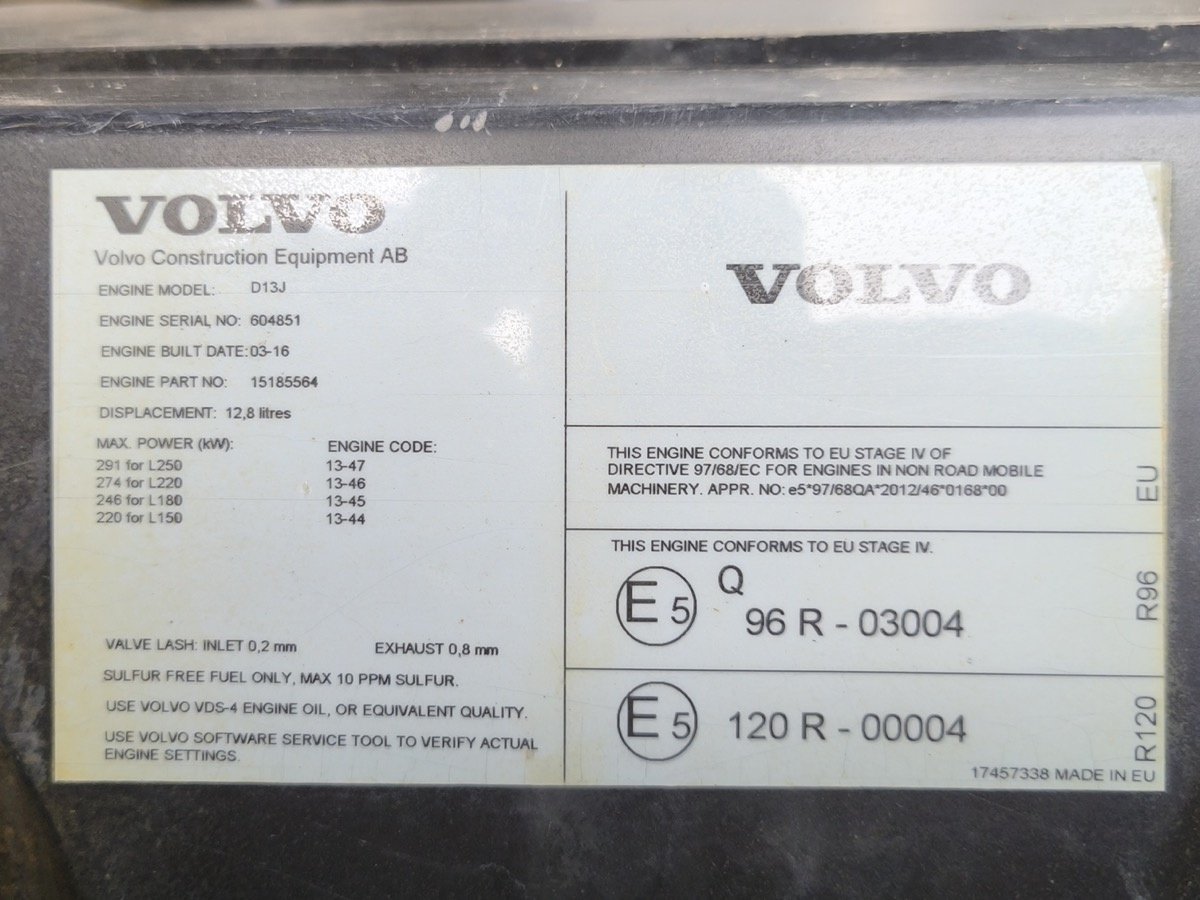 VOLVO
Volvo Construction Equipment AB
ENGINE MODEL: D13J
ENGINE SERIAL NO: 604851
ENGINE BUILT DATE: 03-16
ENGINE PART NO: 15185564
DISPLACEMENT: 12,8 litres
MAX. POWER (kW): ENGINE CODE:
291 for L250 13-47
274 for L220 13-46
246 for L180 13-45
220 for L150 13-44
VALVE LASH: INLET 0,2 mm EXHAUST 0,8 mm
SULFUR FREE FUEL ONLY, MAX 10 PPM SULFUR.
USE VOLVO VDS-4 ENGINE OIL, OR EQUIVALENT QUALITY.
USE VOLVO SOFTWARE SERVICE TOOL TO VERIFY ACTUAL
ENGINE SETTINGS.
VOLVO
THIS ENGINE CONFORMS TO EU STAGE IV OF
DIRECTIVE 97/68/EC FOR ENGINES IN NON ROAD MOBILE
MACHINERY. APPR. NO: e5*97/68QA*2012/46*0168*00
EU
THIS ENGINE CONFORMS TO EU STAGE IV.
E5 Q
96 R - 03004
R96
E5 120 R - 00004
R120
17457338 MADE IN EU